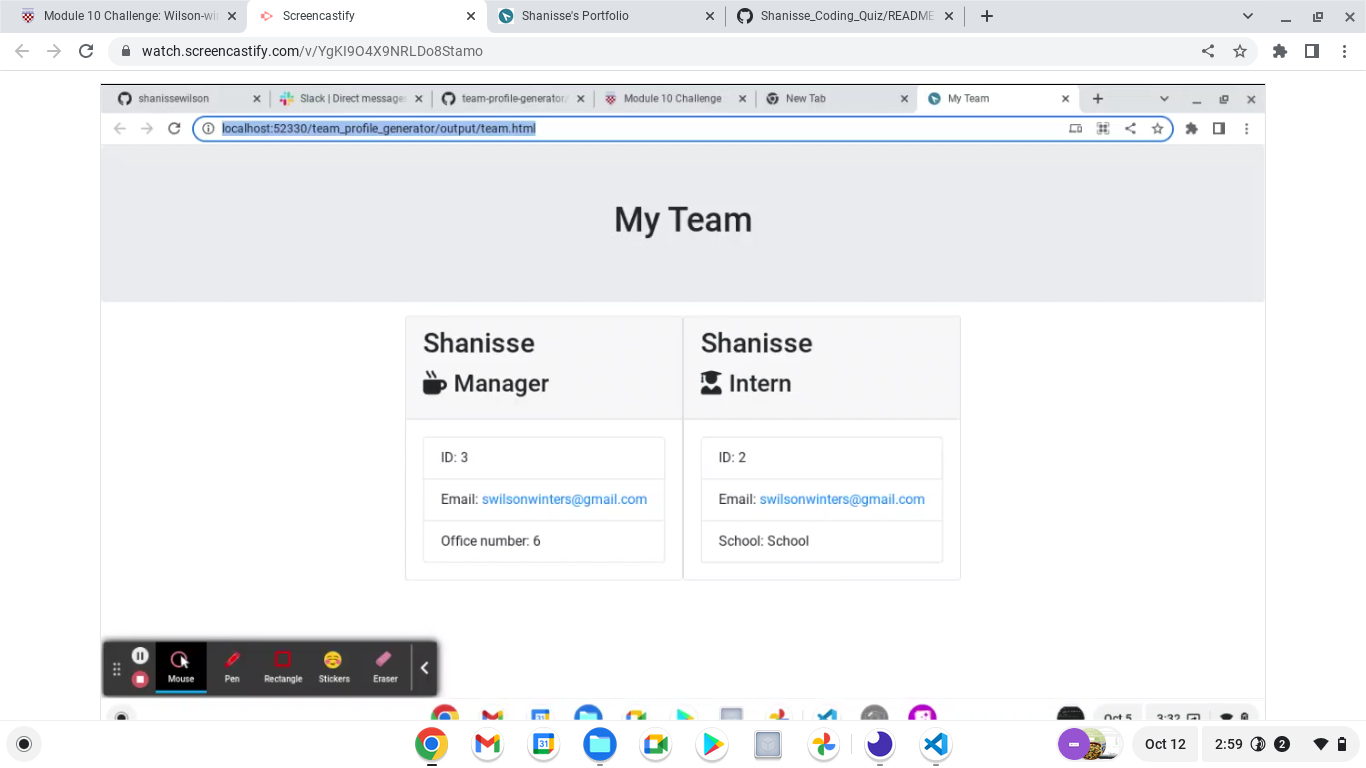 Module 10 Challenge: Wilson-wi
Screencastify
Shanisse's Portfolio
Shanisse_Coding_Quiz/README
watch.screencastify.com/v/YgKI9O4X9NRLDo8Stamo
shanissewilson
Slack | Direct message
team-profile-generator/
Module 10 Challenge
New Tab
My Team
localhost:52330/team_profile_generator/output/team.html
My Team
Shanisse
Manager
ID: 3
Email: swilsonwinters@gmail.com
Office number: 6
Shanisse
Intern
ID: 2
Email: swilsonwinters@gmail.com
School: School
Mouse
Pen
Rectangle
Stickers
Eraser
Oct 5
3:32
31
Oct 12
2:59
2